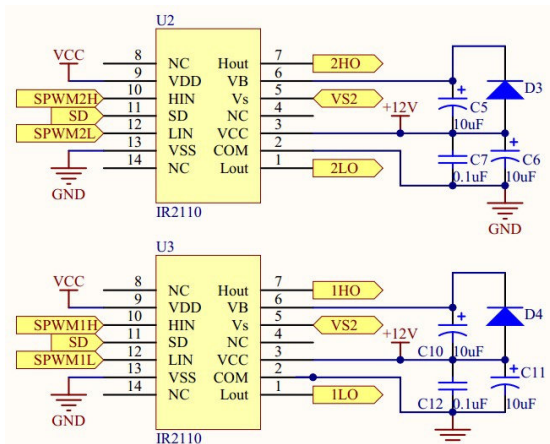 U2
VCC
8 NC Hout 7 2HO
9 VDD VB 6
SPWM2H 10 HIN Vs 5 VS2
SD 11 SD NC 4
SPWM2L 12 LIN VCC 3 +12V
13 VSS COM 2
14 NC Lout 1 2LO
GND
IR2110
D3
+ C5
10uF
C7
0.1uF
+ C6
10uF
GND
U3
VCC
8 NC Hout 7 1HO
9 VDD VB 6
SPWM1H 10 HIN Vs 5 VS2
SD 11 SD NC 4
SPWM1L 12 LIN VCC 3 +12V
13 VSS COM 2
14 NC Lout 1 1LO
GND
IR2110
D4
+
C10 10uF
C12 0.1uF
+ C11
10uF